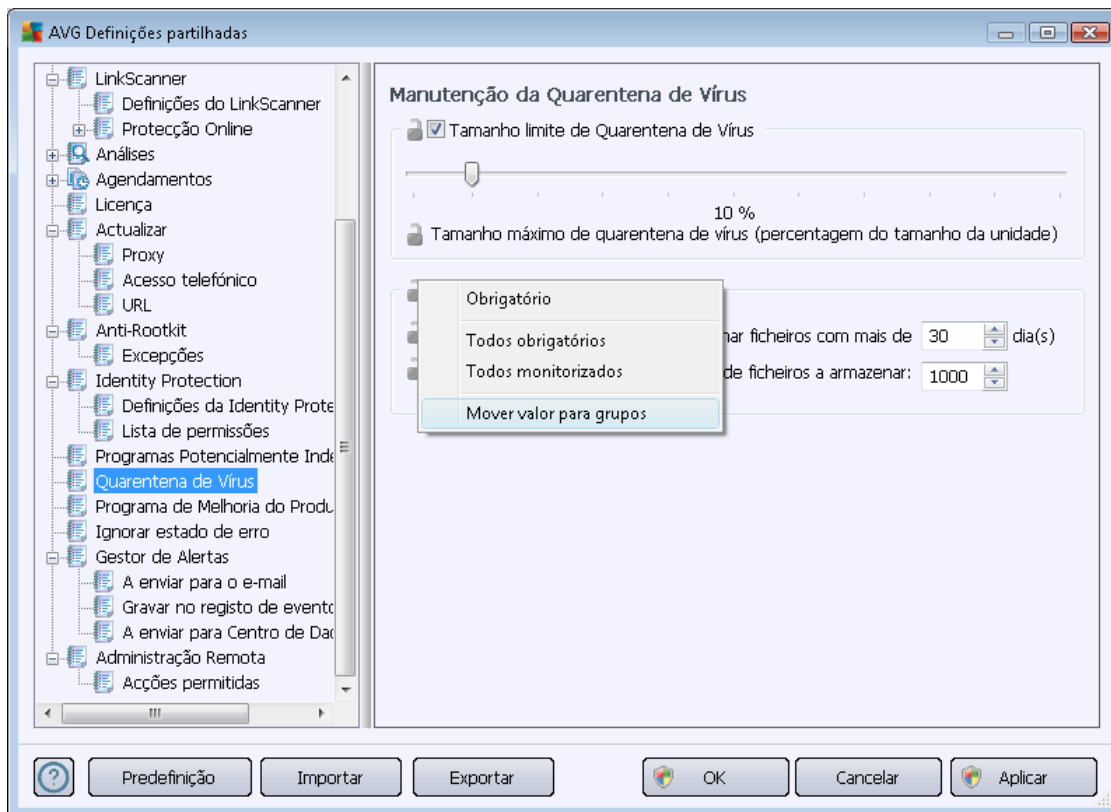 AVG Definições partilhadas
LinkScanner
Definições do LinkScanner
Protecção Online
Análises
Agendamentos
Licença
Actualizar
Proxy
Acesso telefónico
URL
Anti-Rootkit
Excepções
Identity Protection
Definições da Identity Prote
Lista de permissões
Programas Potencialmente Inde
Quarentena de Vírus
Programa de Melhoria do Produ
Ignorar estado de erro
Gestor de Alertas
A enviar para o e-mail
Gravar no registo de evento
A enviar para Centro de Dad
Administração Remota
Acções permitidas
Manutenção da Quarentena de Vírus
Tamanho limite de Quarentena de Vírus
10 %
Tamanho máximo de quarentena de vírus (percentagem do tamanho da unidade)
Obrigatório
Todos obrigatórios
Todos monitorizados
Mover valor para grupos
nar ficheiros com mais de 30 dia(s)
de ficheiros a armazenar: 1000
Predefinição Importar Exportar OK Cancelar Aplicar